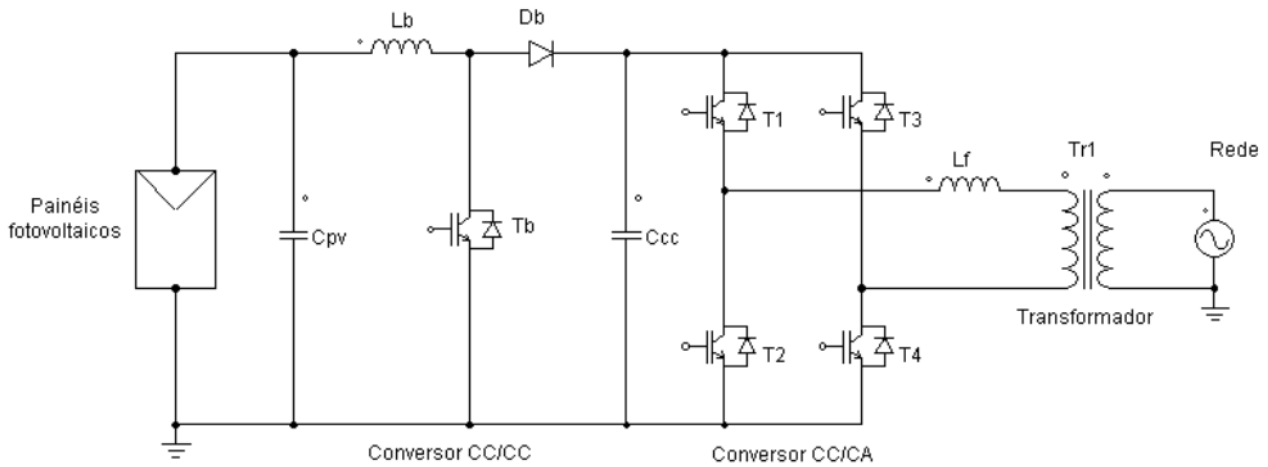 Lb
Db
T1
T3
Lf
Tr1
Rede
Painéis
fotovoltaicos
Cpv
Tb
Ccc
T2
T4
Transformador
Conversor CC/CC
Conversor CC/CA